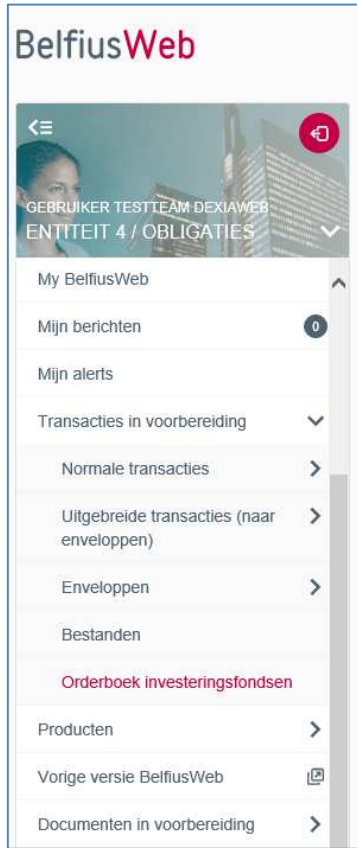 BelfiusWeb
GEBRUIKER TESTTEAM DEXIAWEB
ENTITEIT 4 / OBLIGATIES
My BelfiusWeb
Mijn berichten 0
Mijn alerts
Transacties in voorbereiding
Normale transacties
Uitgebreide transacties (naar
enveloppen)
Enveloppen
Bestanden
Orderboek investeringsfondsen
Producten
Vorige versie BelfiusWeb
Documenten in voorbereiding